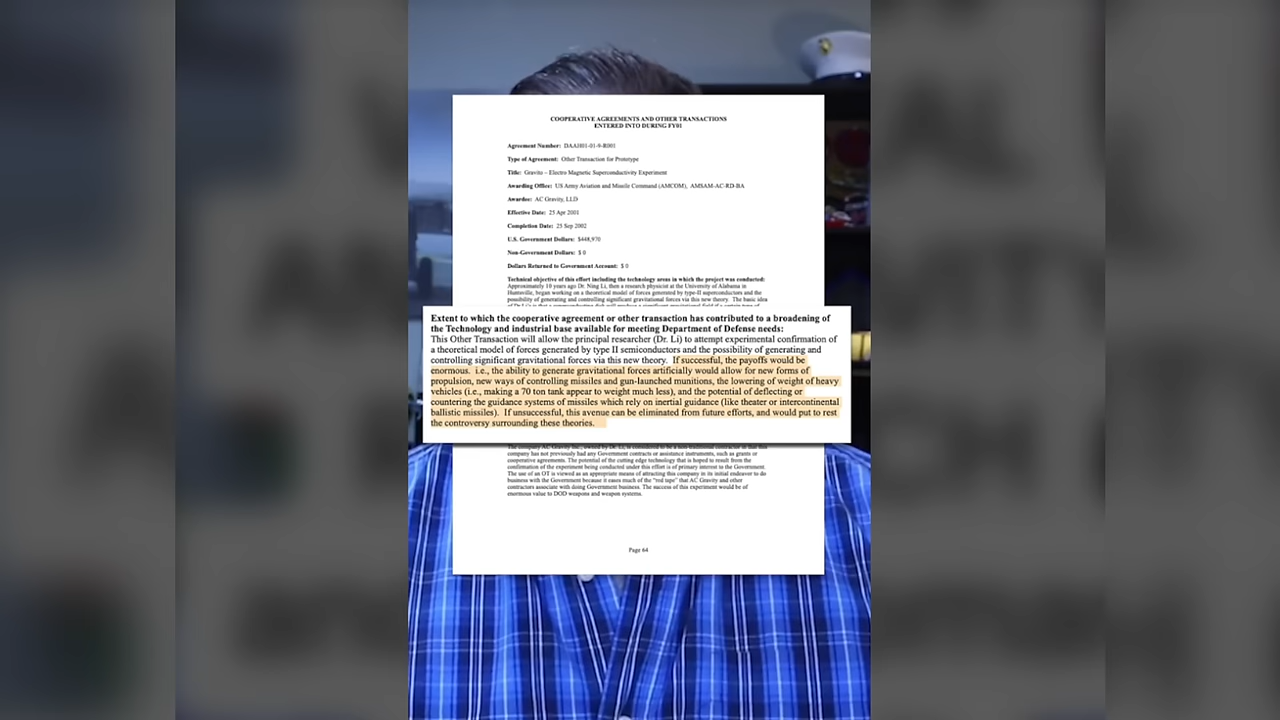 COOPERATIVE AGREEMENTS AND OTHER TRANSACTIONS
ENTERED INTO DURING FY01
Agreement Number: DAAH01-01-9-R001
Type of Agreement: Other Transaction for Prototype
Title: Gravito – Electro Magnetic Superconductivity Experiment
Awarding Office: US Army Aviation and Missile Command (AMCOM), AMSAM-AC-RD-BA
Awardee: AC Gravity, LLD
Effective Date: 25 Apr 2001
Completion Date: 25 Sep 2002
U.S. Government Dollars: $448,970
Non-Government Dollars: $ 0
Dollars Returned to Government Account: $ 0
Technical objective of this effort including the technology areas in which the project was conducted:
Approximately 10 years ago Dr. Ning Li, then a research physicist at the University of Alabama in
Huntsville, began working on a theoretical model of forces generated by type-II superconductors and the
possibility of generating and controlling significant gravitational forces via this new theory. The basic idea
Extent to which the cooperative agreement or other transaction has contributed to a broadening of
the Technology and industrial base available for meeting Department of Defense needs:
This Other Transaction will allow the principal researcher (Dr. Li) to attempt experimental confirmation of
a theoretical model of forces generated by type II semiconductors and the possibility of generating and
controlling significant gravitational forces via this new theory. If successful, the payoffs would be
enormous. i.e., the ability to generate gravitational forces artificially would allow for new forms of
propulsion, new ways of controlling missiles and gun-launched munitions, the lowering of weight of heavy
vehicles (i.e., making a 70 ton tank appear to weight much less), and the potential of deflecting or
countering the guidance systems of missiles which rely on inertial guidance (like theater or intercontinental
ballistic missiles). If unsuccessful, this avenue can be eliminated from future efforts, and would put to rest
the controversy surrounding these theories.
company has not previously had any Government contracts or assistance instruments, such as grants or
cooperative agreements. The potential of the cutting edge technology that is hoped to result from the
confirmation of the experiment being conducted under this effort is of primary interest to the Government.
The use of an OT is viewed as an appropriate means of attracting this company in its initial endeavor to do
business with the Government because it eases much of the "red tape" that AC Gravity and other
contractors associate with doing Government business. The success of this experiment would be of
enormous value to DOD weapons and weapon systems.
Page 64